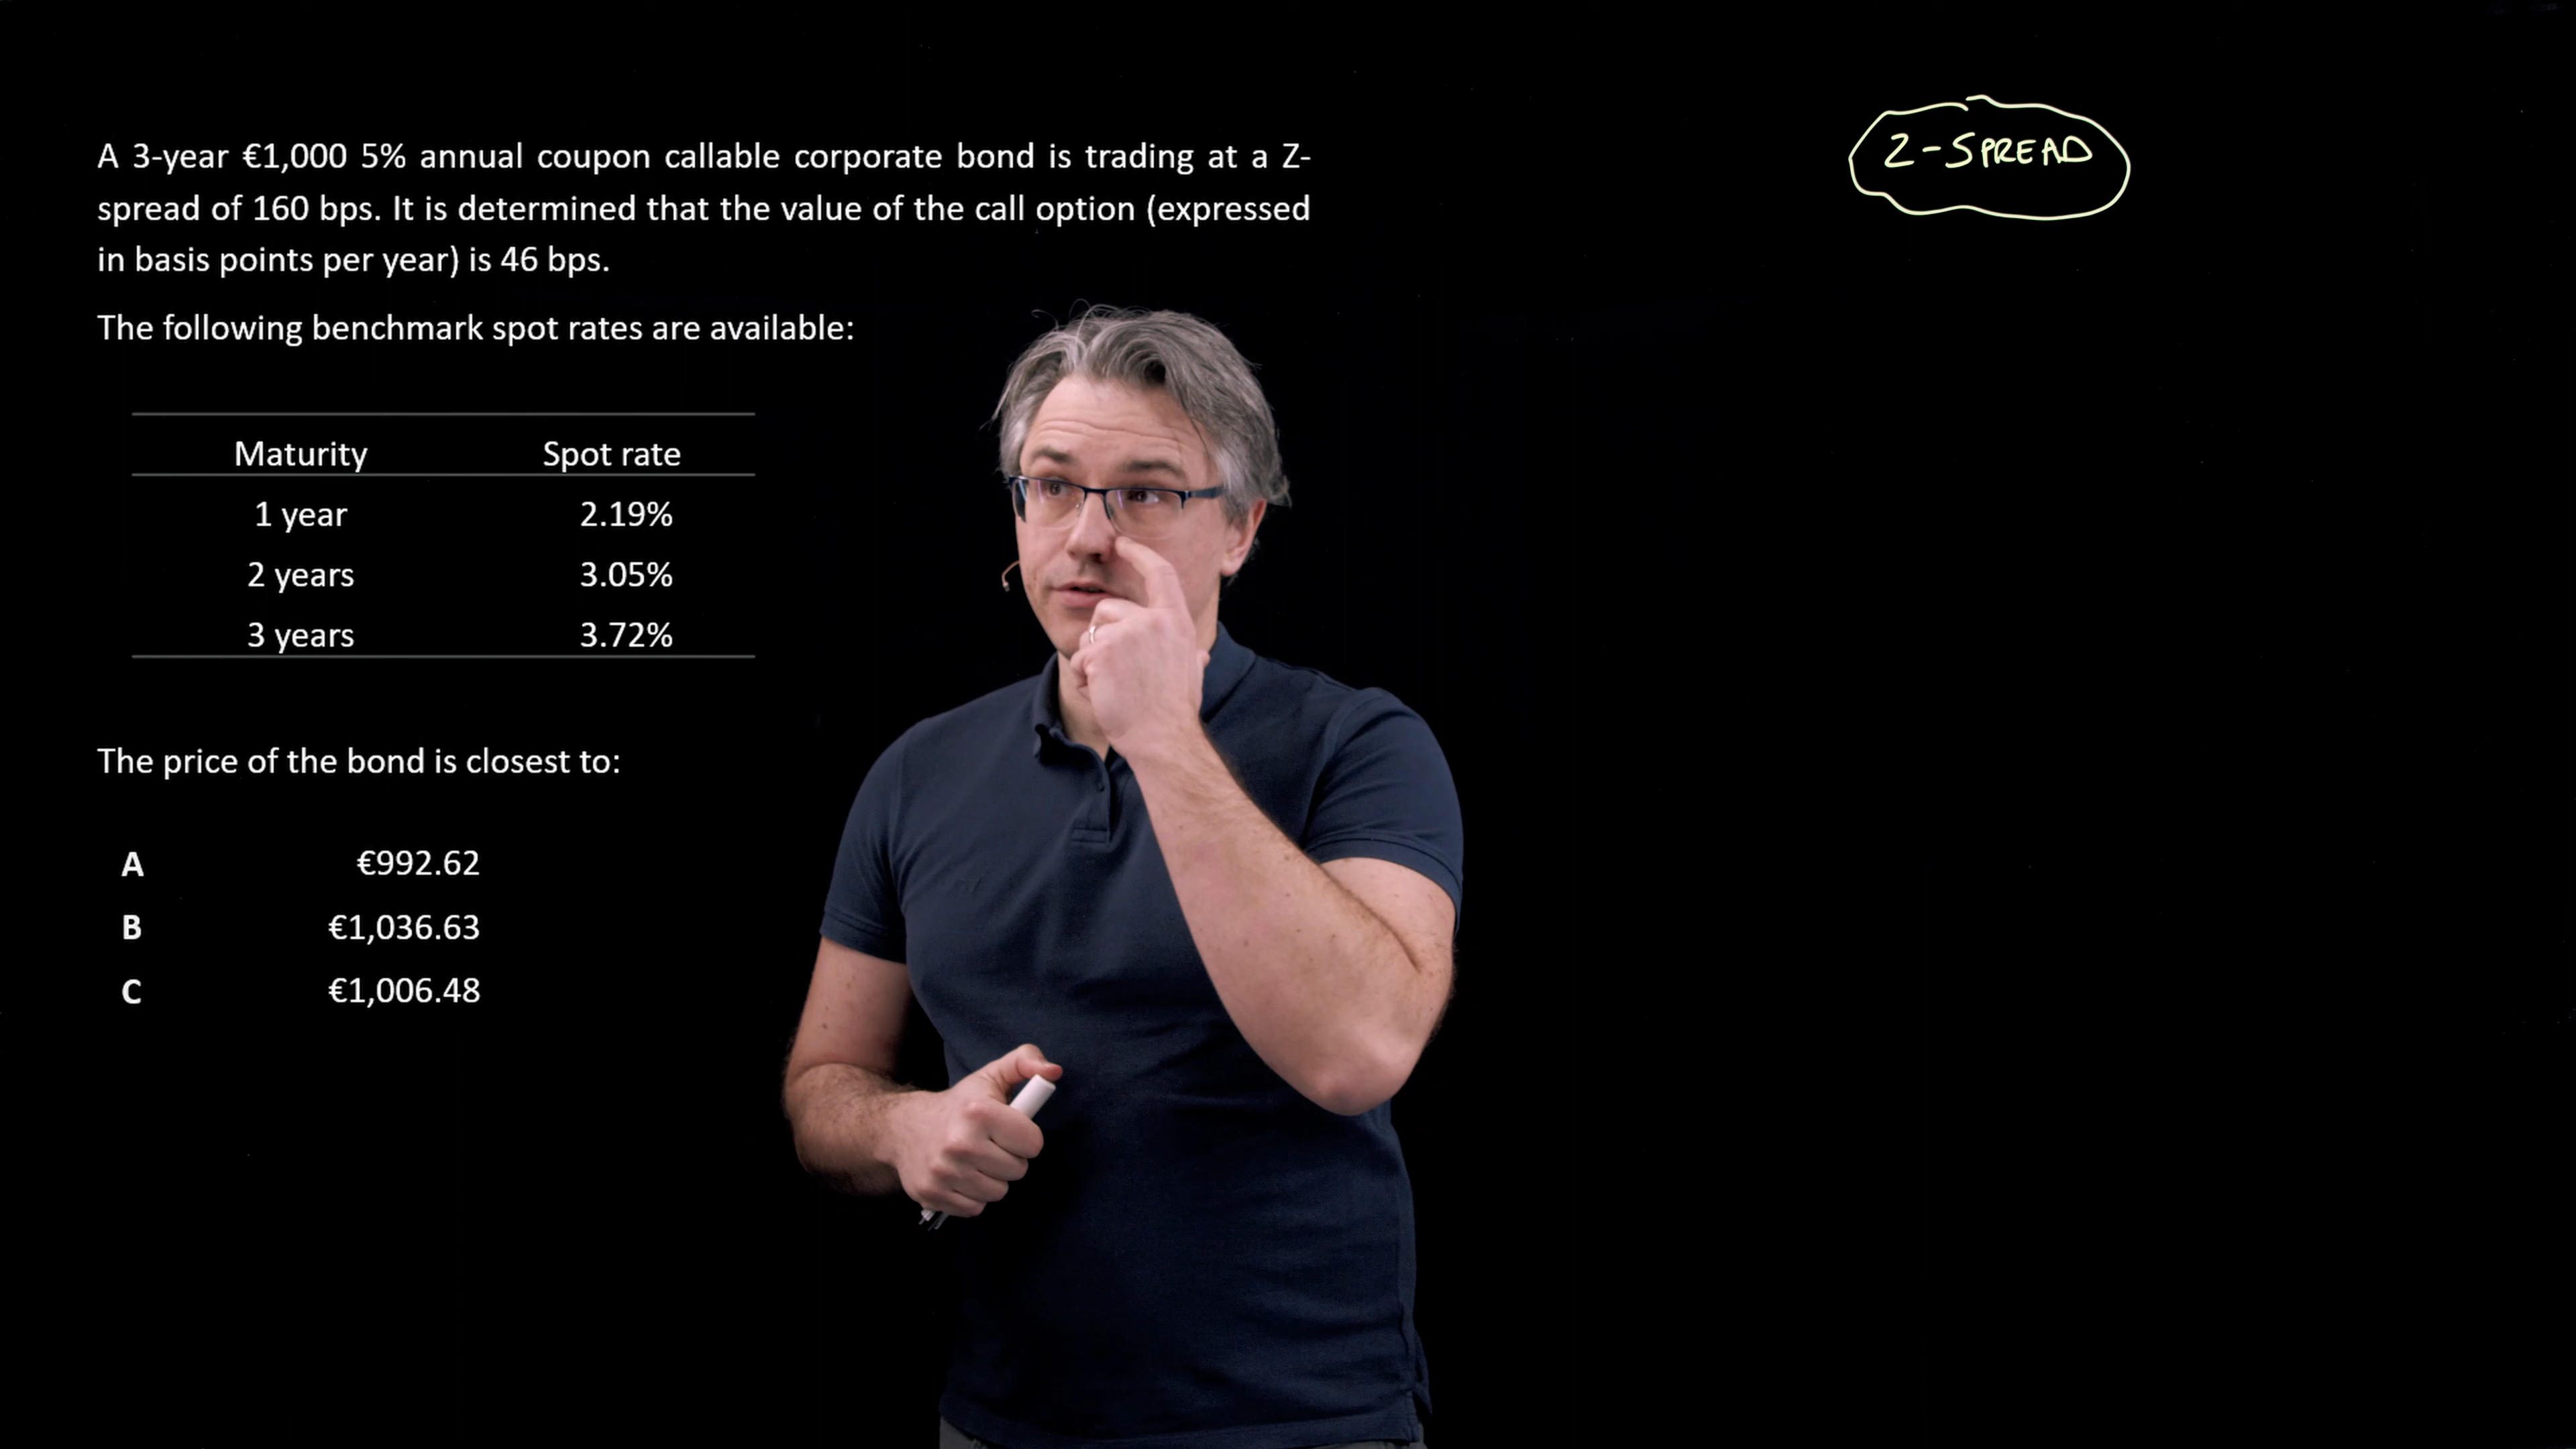 A 3-year €1,000 5% annual coupon callable corporate bond is trading at a Z-
spread of 160 bps. It is determined that the value of the call option (expressed
in basis points per year) is 46 bps.
The following benchmark spot rates are available:
Maturity Spot rate
1 year 2.19%
2 years 3.05%
3 years 3.72%
The price of the bond is closest to:
A €992.62
B €1,036.63
C €1,006.48
Z-SPREAD